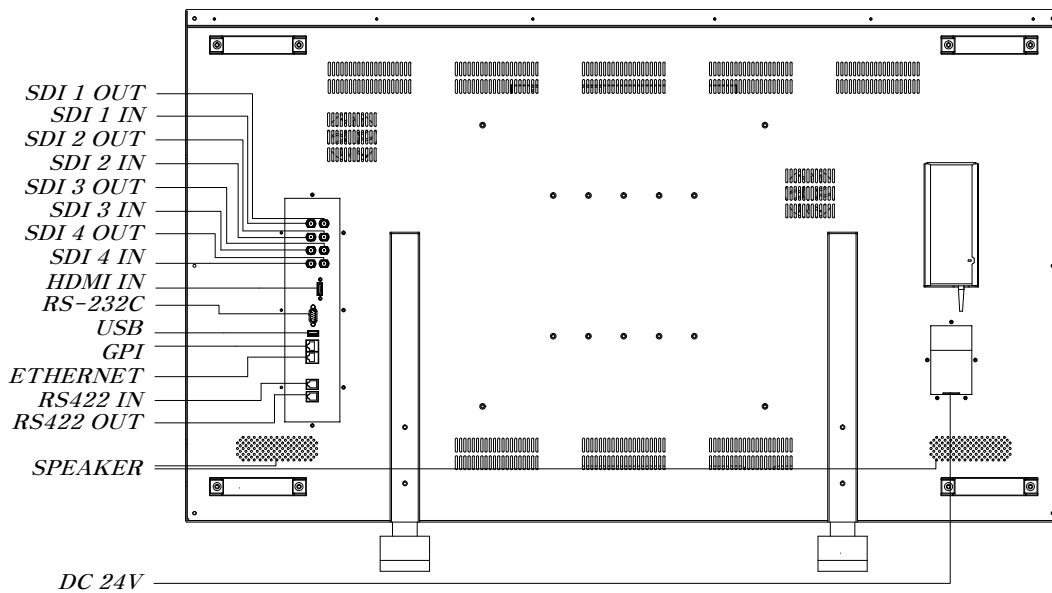 SDI 1 OUT
SDI 1 IN
SDI 2 OUT
SDI 2 IN
SDI 3 OUT
SDI 3 IN
SDI 4 OUT
SDI 4 IN
HDMI IN
RS-232C
USB
GPI
ETHERNET
RS422 IN
RS422 OUT
SPEAKER
DC 24V